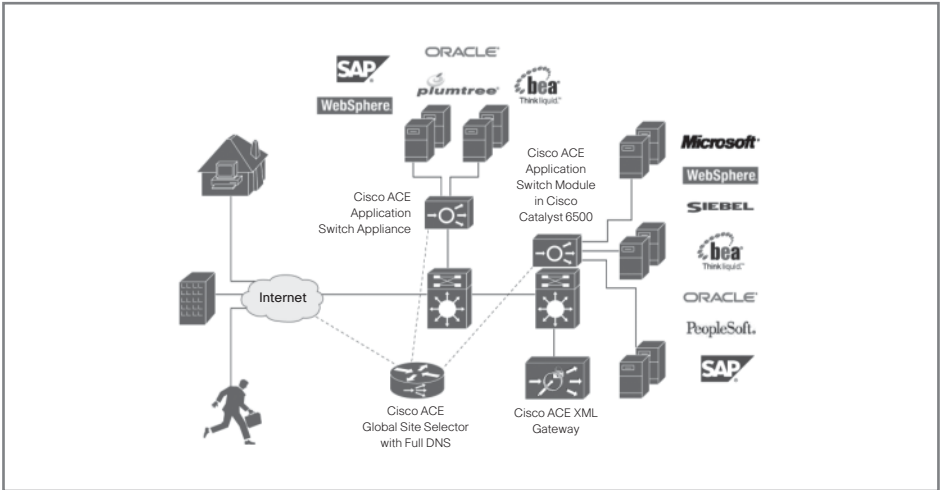 SAP
ORACLE®
WebSphere.
plumtree®
bea®
Think liquid.™
Cisco ACE
Application
Switch Appliance
Cisco ACE
Application
Switch Module
in Cisco
Catalyst 6500
Microsoft®
WebSphere.
SIEBEL
bea®
Think liquid.™
ORACLE®
PeopleSoft.
SAP
Internet
Cisco ACE
Global Site Selector
with Full DNS
Cisco ACE XML
Gateway